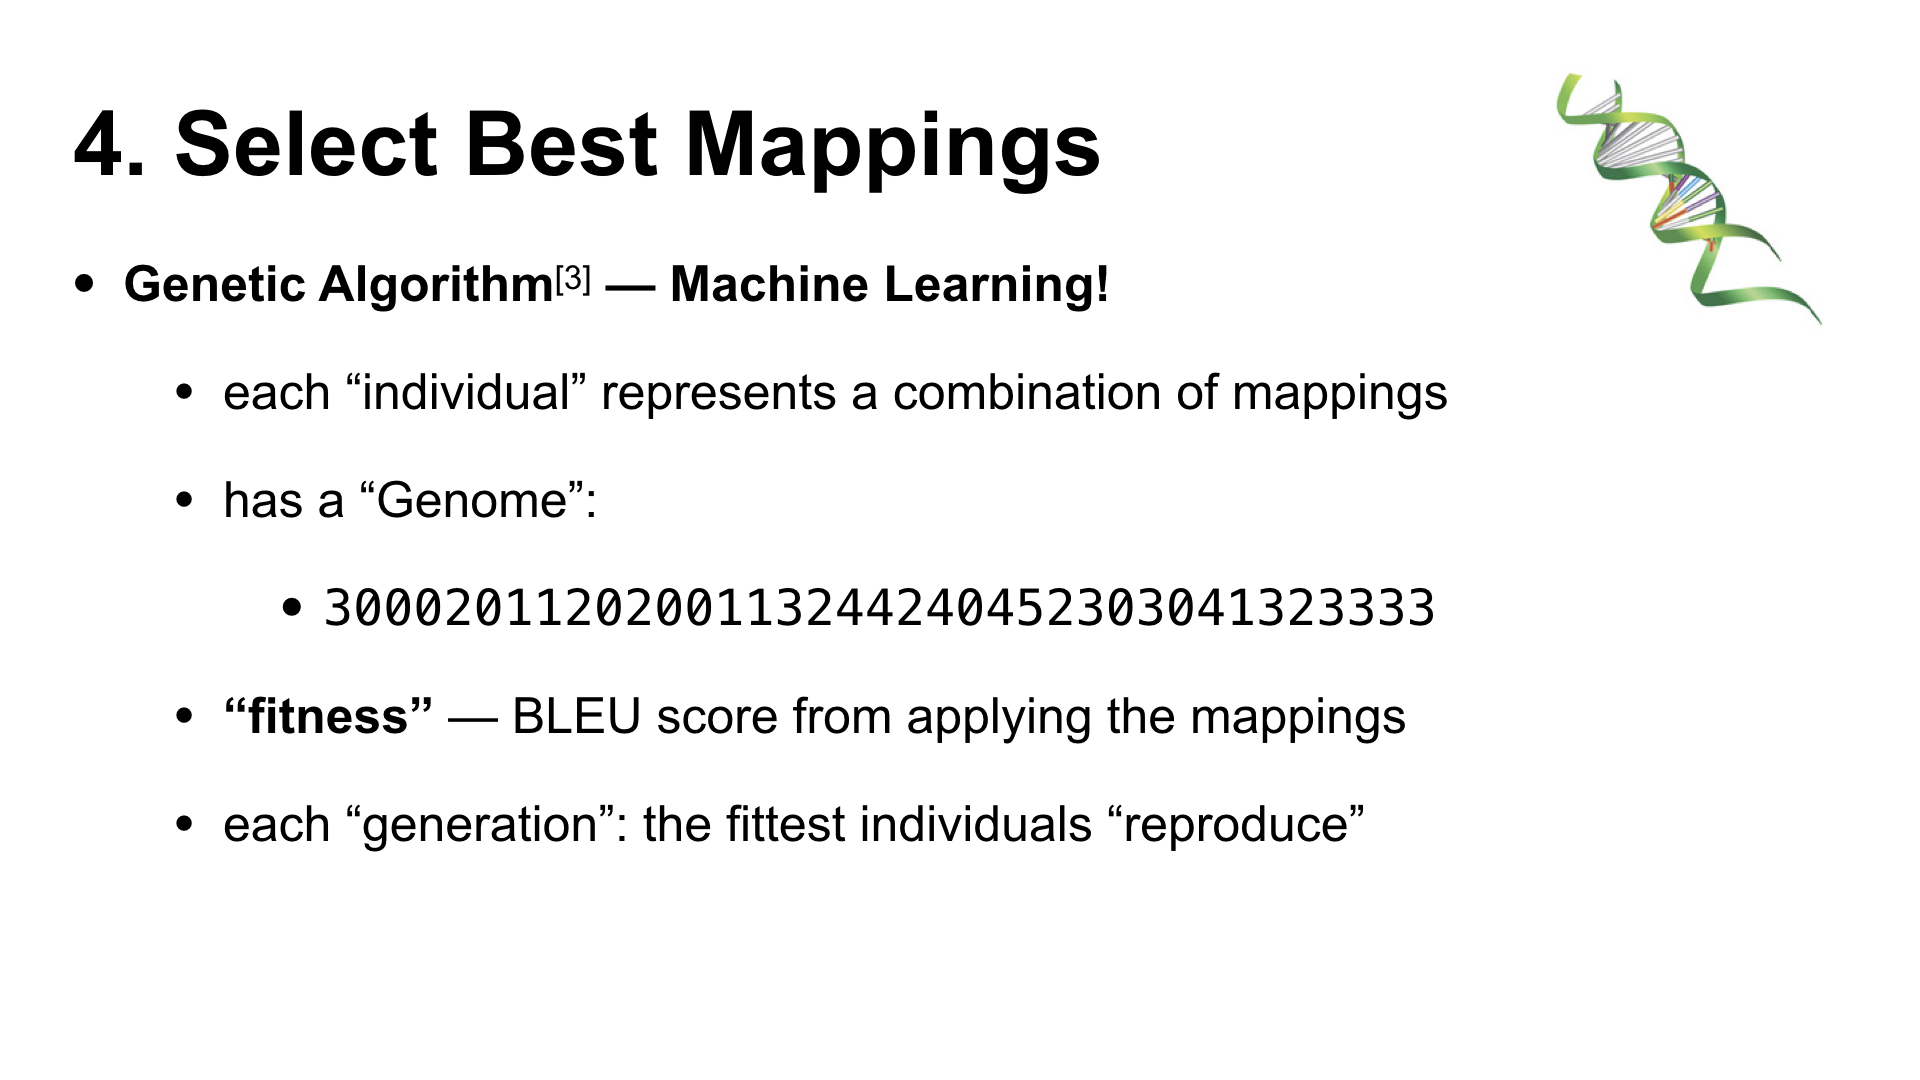 4. Select Best Mappings
• Genetic Algorithm[3] — Machine Learning!
• each “individual” represents a combination of mappings
• has a “Genome”:
• 3000201120200113244240452303041323333
• “fitness” — BLEU score from applying the mappings
• each “generation”: the fittest individuals “reproduce”